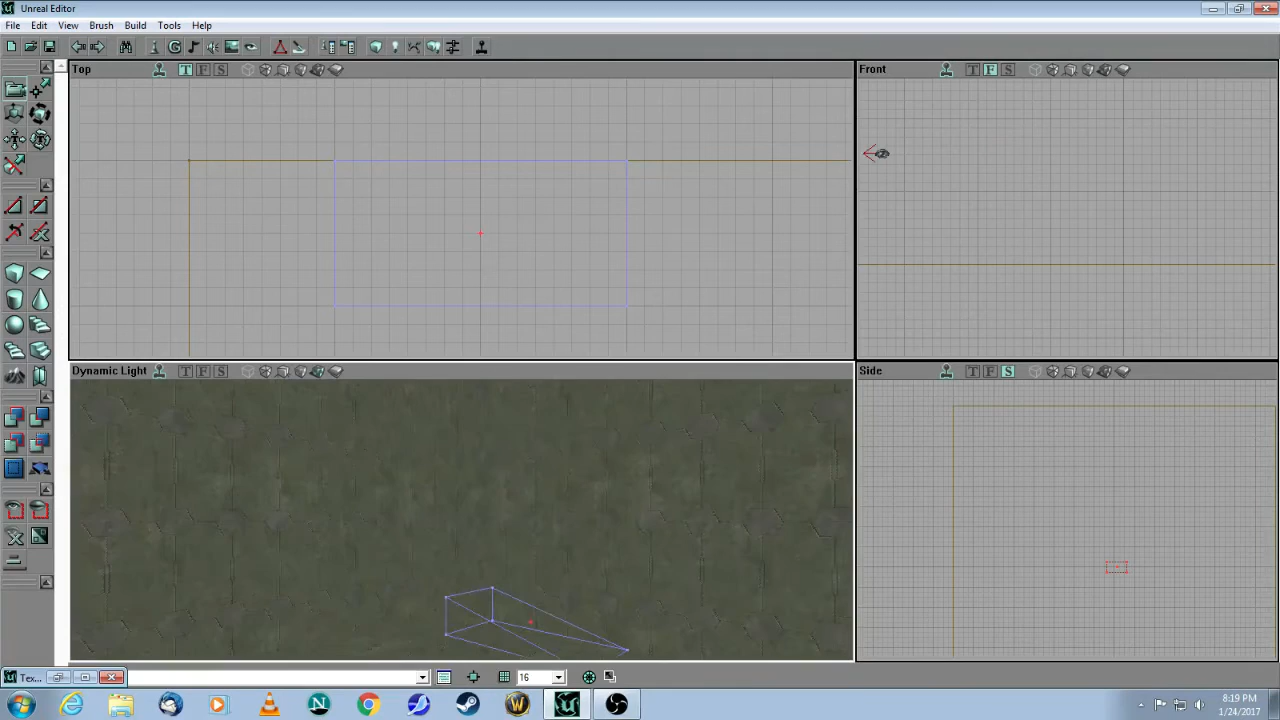 Unreal Editor
File Edit View Brush Build Tools Help
Top T F S
Front T F S
Dynamic Light T F S
Side T F S
Tex...
16
8:19 PM
1/24/2017